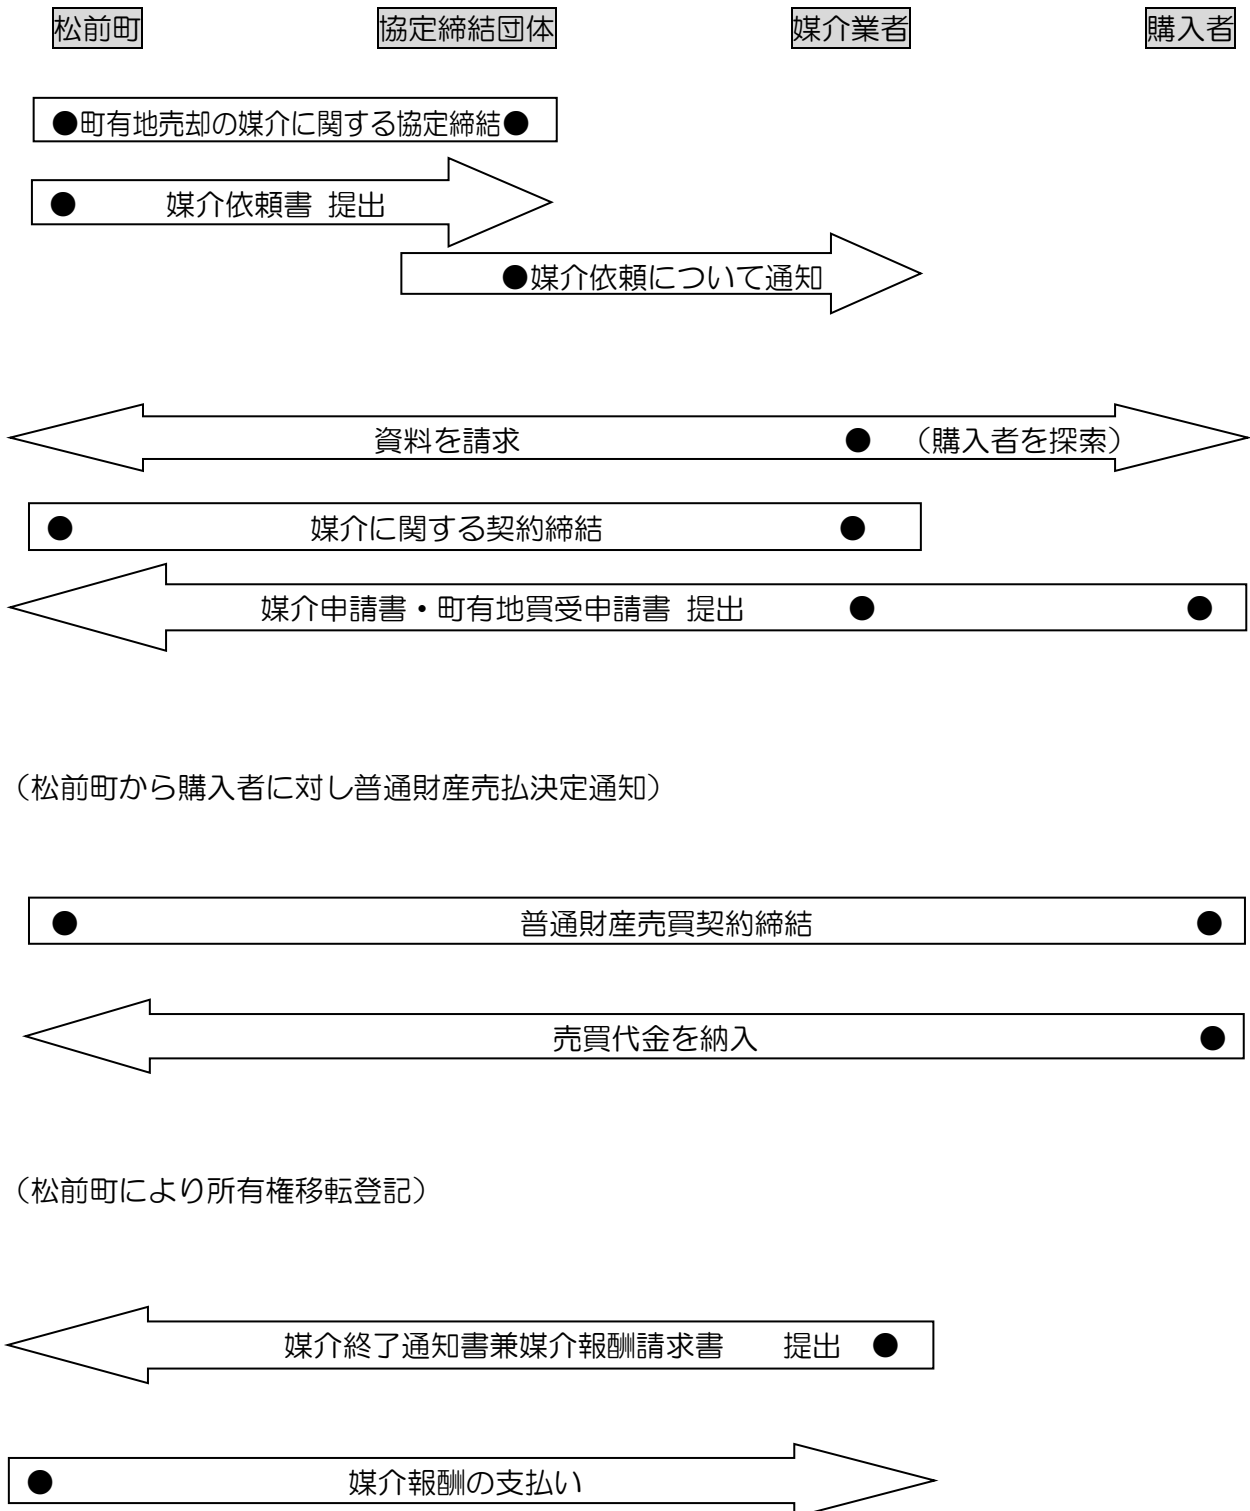 松前町 協定締結団体 媒介業者 購入者
●町有地売却の媒介に関する協定締結●
● 媒介依頼書 提出
●媒介依頼について通知
資料を請求 ● （購入者を探索）
● 媒介に関する契約締結 ●
媒介申請書・町有地買受申請書 提出 ● ●
（松前町から購入者に対し普通財産売払決定通知）
● 普通財産売買契約締結 ●
売買代金を納入 ●
（松前町により所有権移転登記）
媒介終了通知書兼媒介報酬請求書 提出 ●
● 媒介報酬の支払い